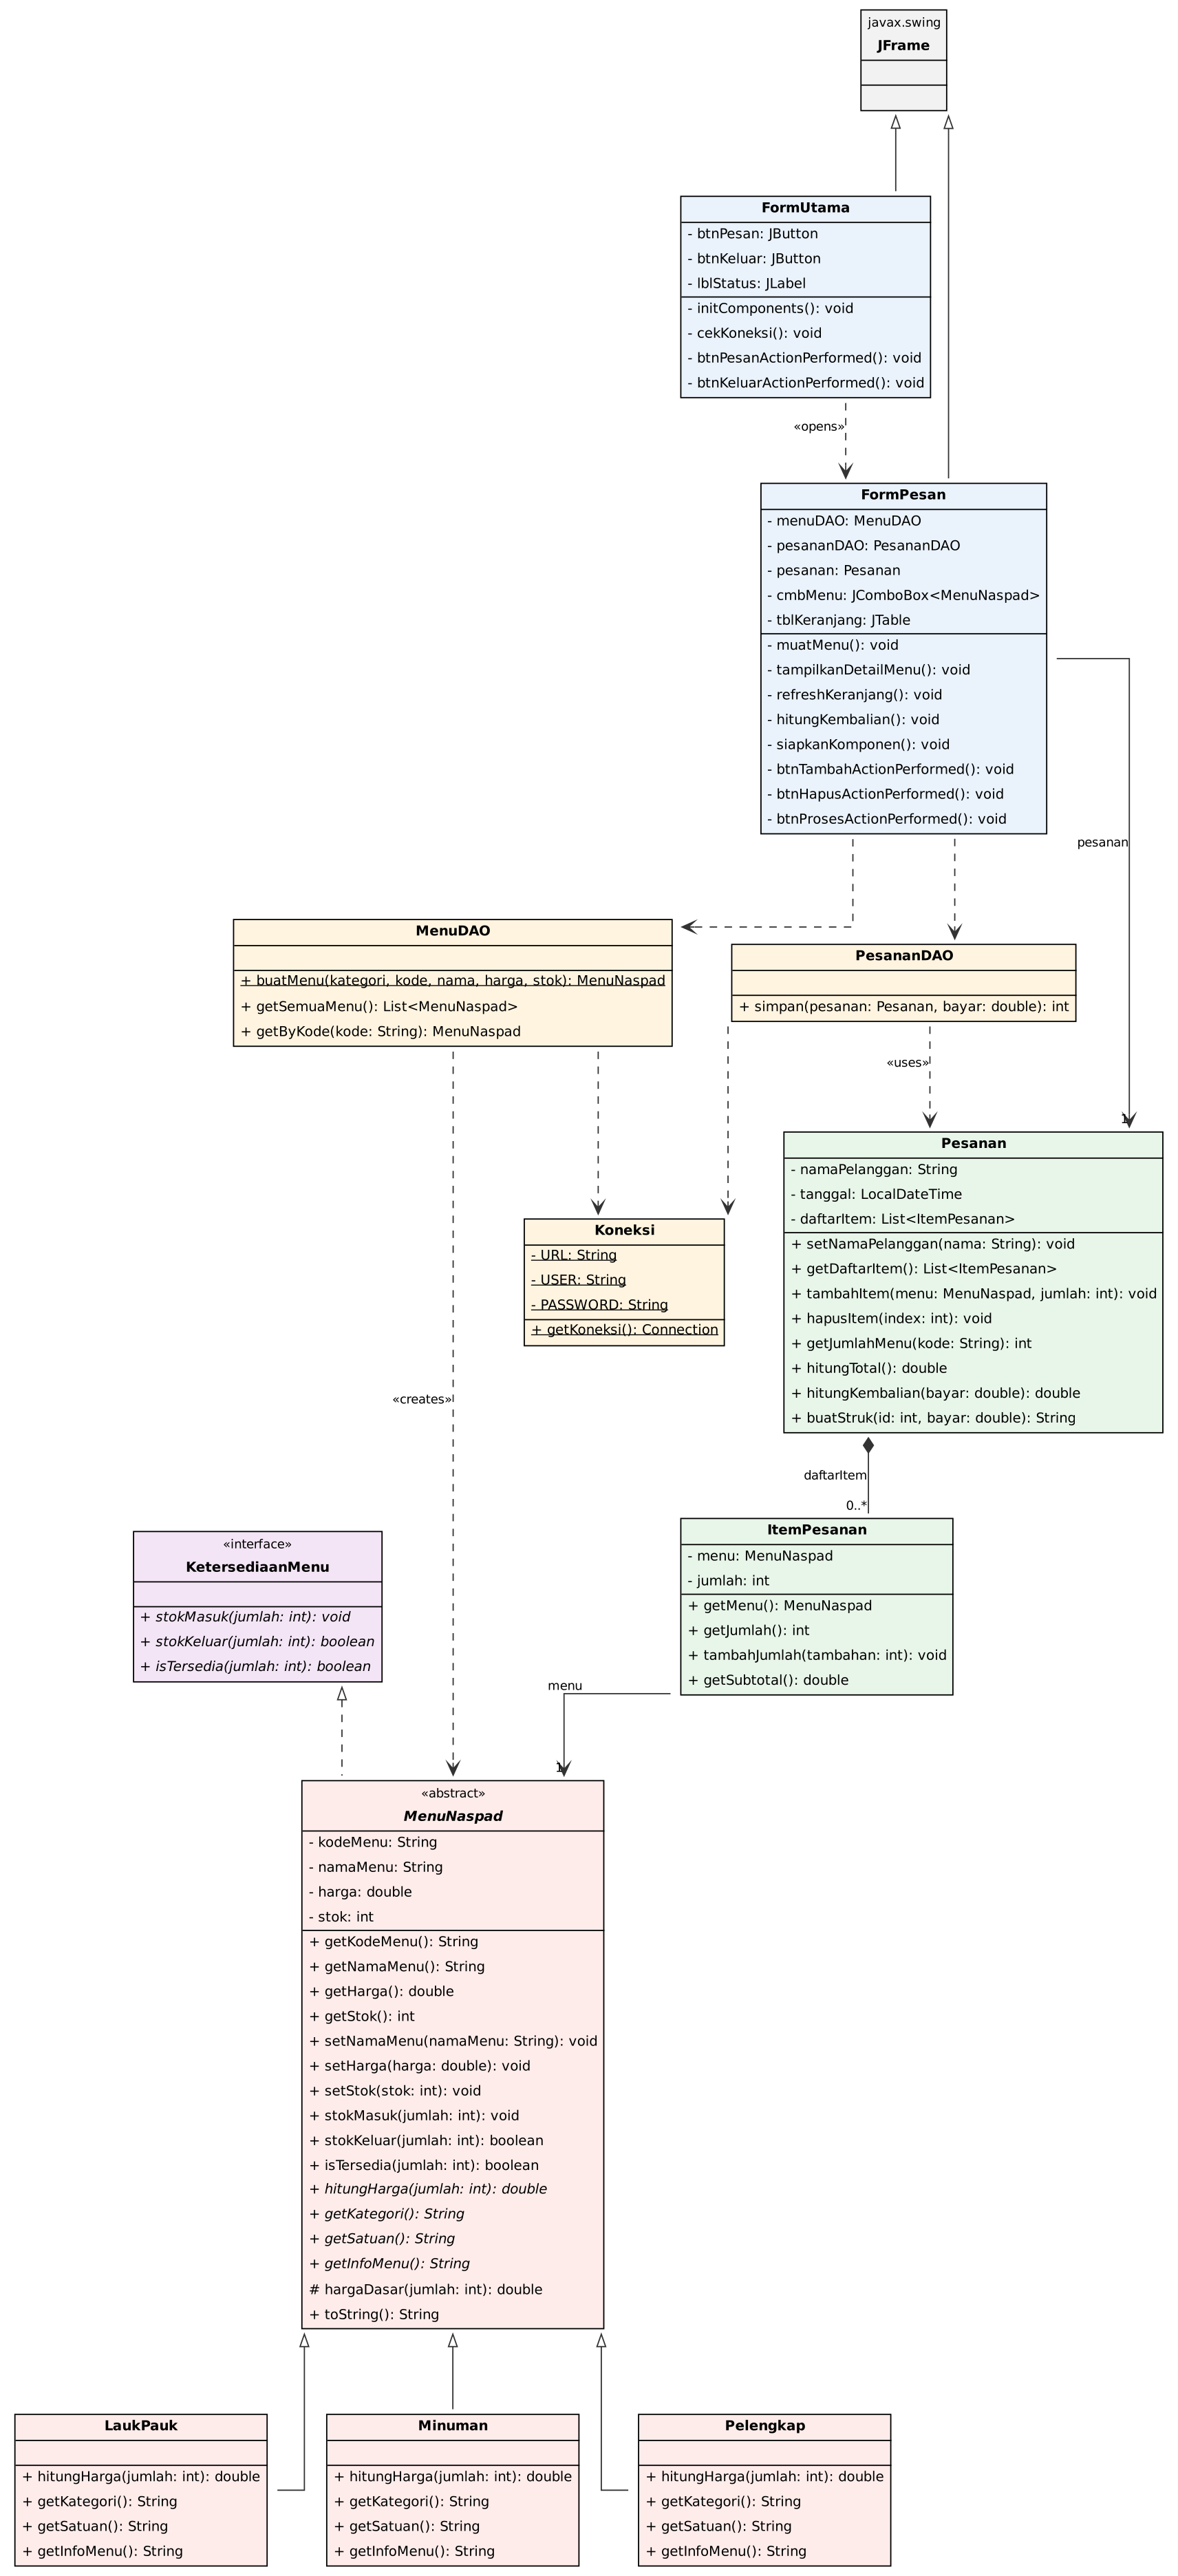 javax.swing
JFrame
FormUtama
- btnPesan: JButton
- btnKeluar: JButton
- lblStatus: JLabel
- initComponents(): void
- cekKoneksi(): void
- btnPesanActionPerformed(): void
- btnKeluarActionPerformed(): void
«opens»
FormPesan
- menuDAO: MenuDAO
- pesananDAO: PesananDAO
- pesanan: Pesanan
- cmbMenu: JComboBox<MenuNaspad>
- tblKeranjang: JTable
- muatMenu(): void
- tampilkanDetailMenu(): void
- refreshKeranjang(): void
- hitungKembalian(): void
- siapkanKomponen(): void
- btnTambahActionPerformed(): void
- btnHapusActionPerformed(): void
- btnProsesActionPerformed(): void
pesanan
1
MenuDAO
+ buatMenu(kategori, kode, nama, harga, stok): MenuNaspad
+ getSemuaMenu(): List<MenuNaspad>
+ getByKode(kode: String): MenuNaspad
PesananDAO
+ simpan(pesanan: Pesanan, bayar: double): int
«uses»
Pesanan
- namaPelanggan: String
- tanggal: LocalDateTime
- daftarItem: List<ItemPesanan>
+ setNamaPelanggan(nama: String): void
+ getDaftarItem(): List<ItemPesanan>
+ tambahItem(menu: MenuNaspad, jumlah: int): void
+ hapusItem(index: int): void
+ getJumlahMenu(kode: String): int
+ hitungTotal(): double
+ hitungKembalian(bayar: double): double
+ buatStruk(id: int, bayar: double): String
Koneksi
- URL: String
- USER: String
- PASSWORD: String
+ getKoneksi(): Connection
«creates»
daftarItem
0..*
ItemPesanan
- menu: MenuNaspad
- jumlah: int
+ getMenu(): MenuNaspad
+ getJumlah(): int
+ tambahJumlah(tambahan: int): void
+ getSubtotal(): double
«interface»
KetersediaanMenu
+ stokMasuk(jumlah: int): void
+ stokKeluar(jumlah: int): boolean
+ isTersedia(jumlah: int): boolean
menu
1
«abstract»
MenuNaspad
- kodeMenu: String
- namaMenu: String
- harga: double
- stok: int
+ getKodeMenu(): String
+ getNamaMenu(): String
+ getHarga(): double
+ getStok(): int
+ setNamaMenu(namaMenu: String): void
+ setHarga(harga: double): void
+ setStok(stok: int): void
+ stokMasuk(jumlah: int): void
+ stokKeluar(jumlah: int): boolean
+ isTersedia(jumlah: int): boolean
+ hitungHarga(jumlah: int): double
+ getKategori(): String
+ getSatuan(): String
+ getInfoMenu(): String
# hargaDasar(jumlah: int): double
+ toString(): String
LaukPauk
+ hitungHarga(jumlah: int): double
+ getKategori(): String
+ getSatuan(): String
+ getInfoMenu(): String
Minuman
+ hitungHarga(jumlah: int): double
+ getKategori(): String
+ getSatuan(): String
+ getInfoMenu(): String
Pelengkap
+ hitungHarga(jumlah: int): double
+ getKategori(): String
+ getSatuan(): String
+ getInfoMenu(): String